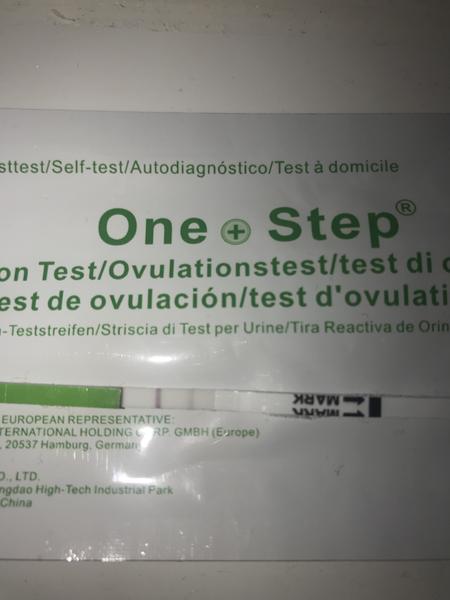 sttest/Self-test/Autodiagnóstico/Test à domicile
One + Step®
on Test/Ovulationstest/test di
est de ovulación/test d'ovulati
-Teststreifen/Striscia di Test per Urine/Tira Reactiva de Orin
MARK
MARK
EUROPEAN REPRESENTATIVE:
TERNATIONAL HOLDING CORP. GMBH (Europe)
, 20537 Hamburg, German
O., LTD.
ngdao High-Tech Industrial Park
China